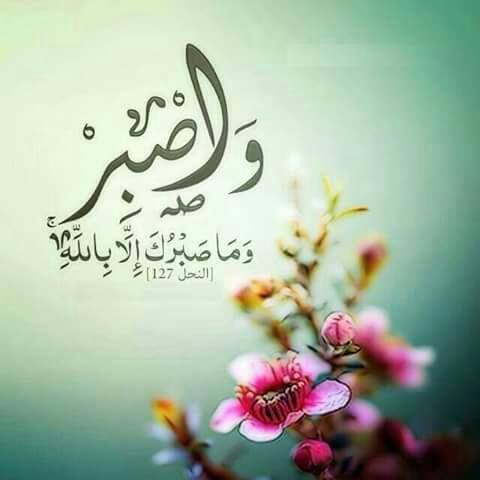 وَاصْبِرْ
وَمَا صَبْرُكَ إِلَّا بِاللَّهِ ۚ
[النحل 127]